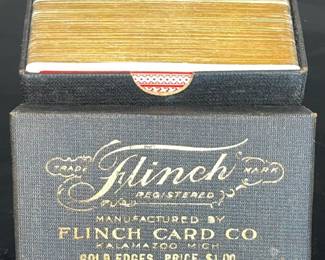 TRADE Flinch MARK
REGISTERED
MANUFACTURED BY
FLINCH CARD CO
KALAMAZOO MICH
GOLD EDGES, PRICE $1.00